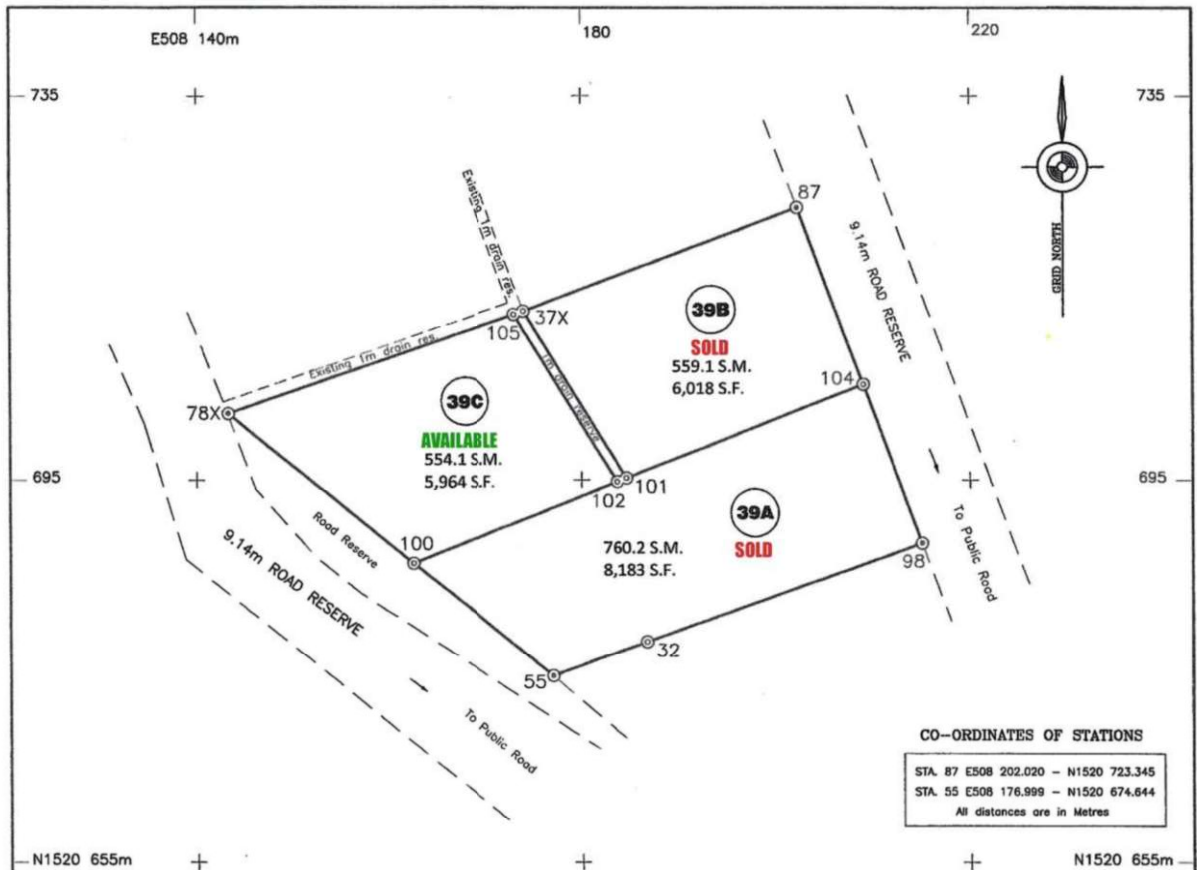 E508 140m
180
220
735
735
GRID NORTH
87
Existing 1m drain res.
9.14m ROAD RESERVE
37X
105
39B
SOLD
559.1 S.M.
6,018 S.F.
Existing 1m drain res.
1m drain reserve
104
78X
39C
AVAILABLE
554.1 S.M.
5,964 S.F.
695
695
101
102
39A
SOLD
760.2 S.M.
8,183 S.F.
Road Reserve
100
9.14m ROAD RESERVE
To Public Road
98
32
55
To Public Road
CO-ORDINATES OF STATIONS
STA. 87 E508 202.020 - N1520 723.345
STA. 55 E508 176.999 - N1520 674.644
All distances are in Metres
N1520 655m
N1520 655m